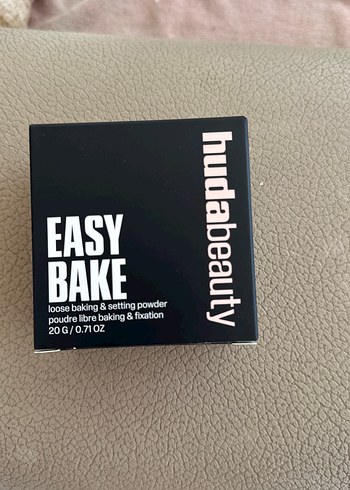 EASY
BAKE
loose baking & setting powder
poudre libre baking & fixation
20 G / 0.71 OZ
hudabeauty